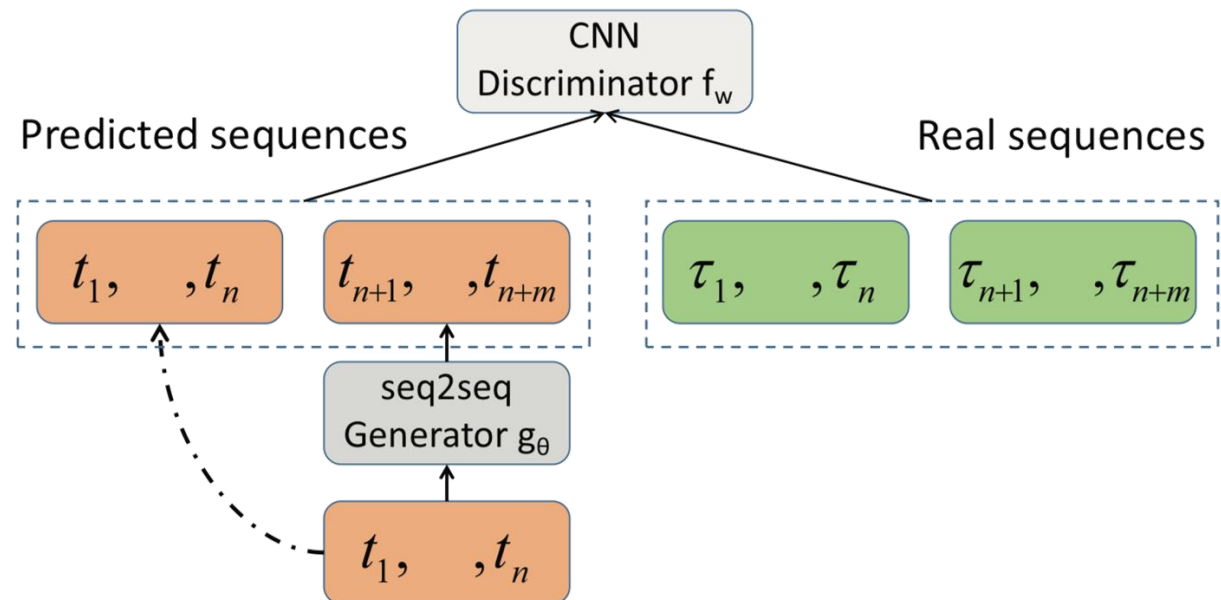 CNN
Discriminator f_w
Predicted sequences
Real sequences
t_1, ,t_n
t_{n+1}, ,t_{n+m}
τ_1, ,τ_n
τ_{n+1}, ,τ_{n+m}
seq2seq
Generator g_θ
t_1, ,t_n